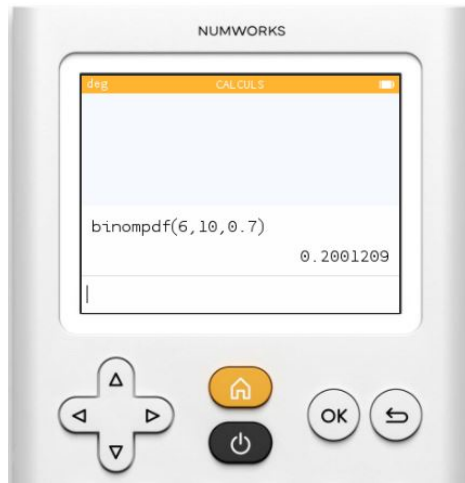 NUMWORKS
deg CALCULS
binompdf(6,10,0.7)
0.2001209
OK